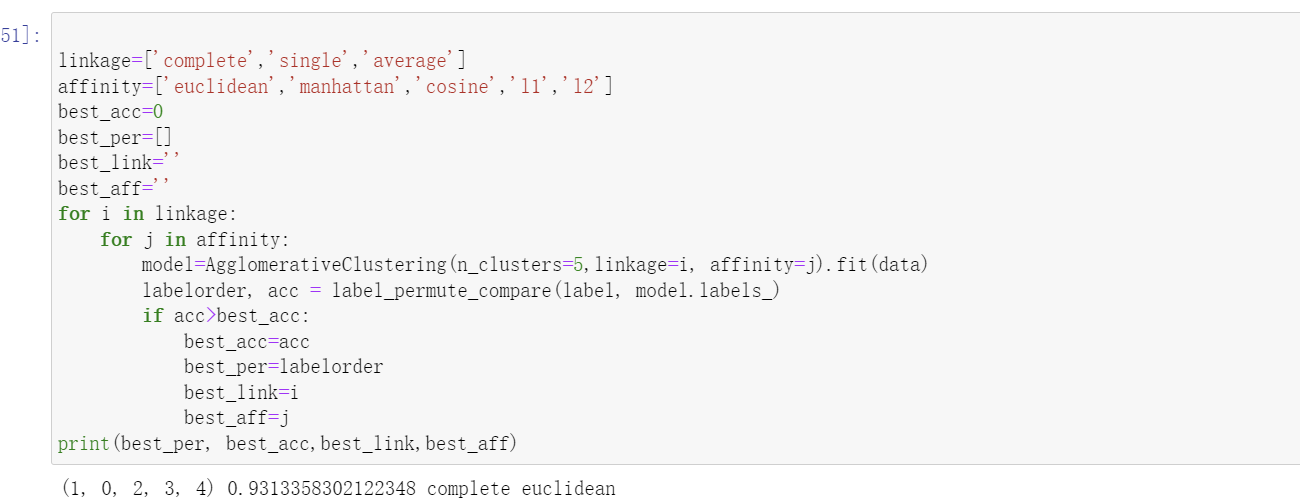 51]:
linkage=['complete','single','average']
affinity=['euclidean','manhattan','cosine','l1','l2']
best_acc=0
best_per=[]
best_link=''
best_aff=''
for i in linkage:
    for j in affinity:
        model=AgglomerativeClustering(n_clusters=5,linkage=i, affinity=j).fit(data)
        labelorder, acc = label_permute_compare(label, model.labels_)
        if acc>best_acc:
            best_acc=acc
            best_per=labelorder
            best_link=i
            best_aff=j
print(best_per, best_acc,best_link,best_aff)
(1, 0, 2, 3, 4) 0.9313358302122348 complete euclidean